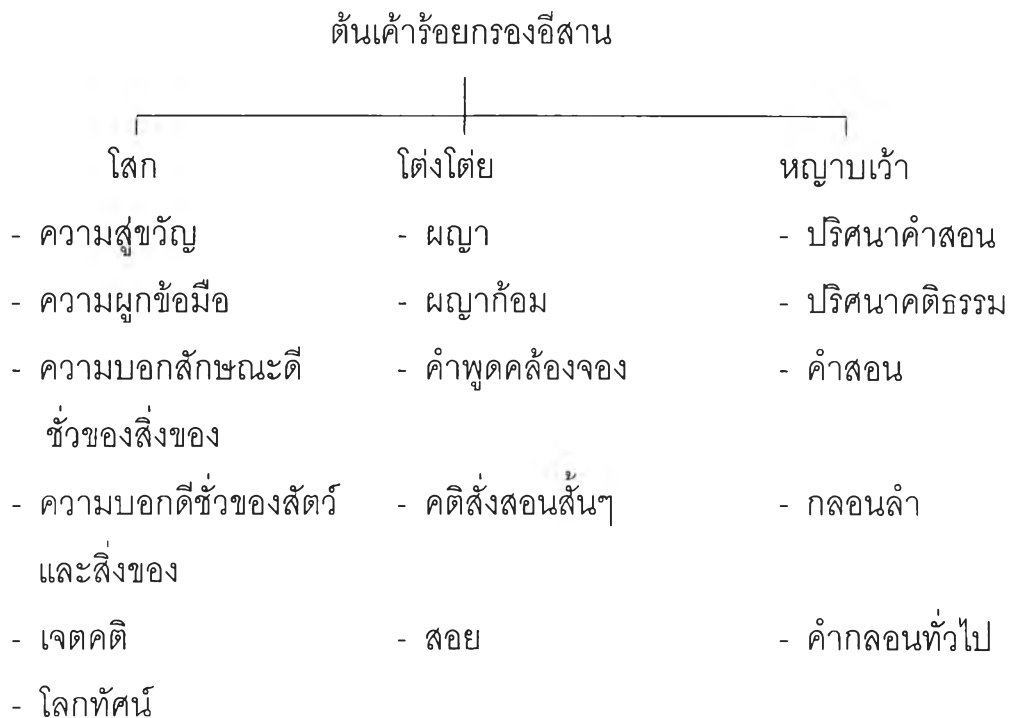 ต้นเค้าร้อยกรองอีสาน
โสก โต่งโต่ย หญาบเว้า
- ความสู่ขวัญ - ผญา - ปริศนาคำสอน
- ความผูกข้อมือ - ผญาก้อม - ปริศนาคติธรรม
- ความบอกลักษณะดี - คำพูดคล้องจอง - คำสอน
ชั่วของสิ่งของ
- ความบอกดีชั่วของสัตว์ - คติสั่งสอนสั้นๆ - กลอนลำ
และสิ่งของ
- เจตคติ - สอย - คำกลอนทั่วไป
- โลกทัศน์